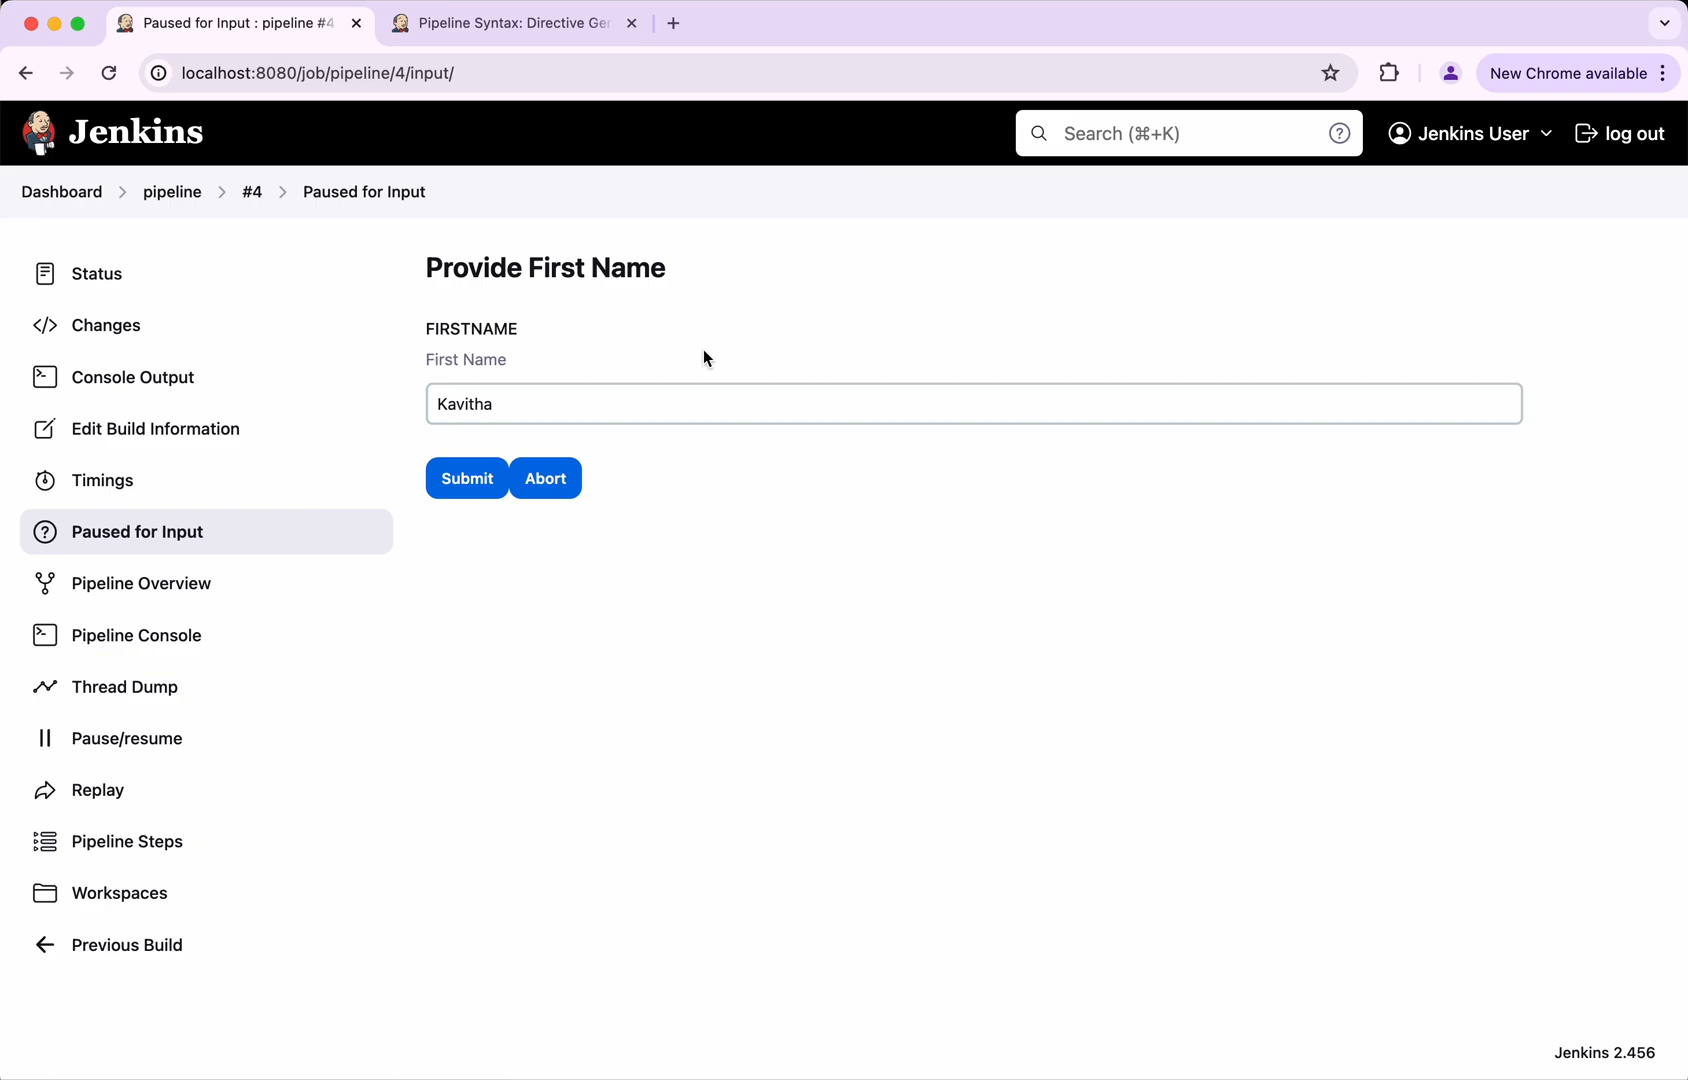 Paused for Input : pipeline #4
Pipeline Syntax: Directive Ge
localhost:8080/job/pipeline/4/input/
New Chrome available
Jenkins
Search (⌘+K)
Jenkins User
log out
Dashboard
pipeline
#4
Paused for Input
Status
Changes
Console Output
Edit Build Information
Timings
Paused for Input
Pipeline Overview
Pipeline Console
Thread Dump
Pause/resume
Replay
Pipeline Steps
Workspaces
Previous Build
Provide First Name
FIRSTNAME
First Name
Kavitha
Submit
Abort
Jenkins 2.456